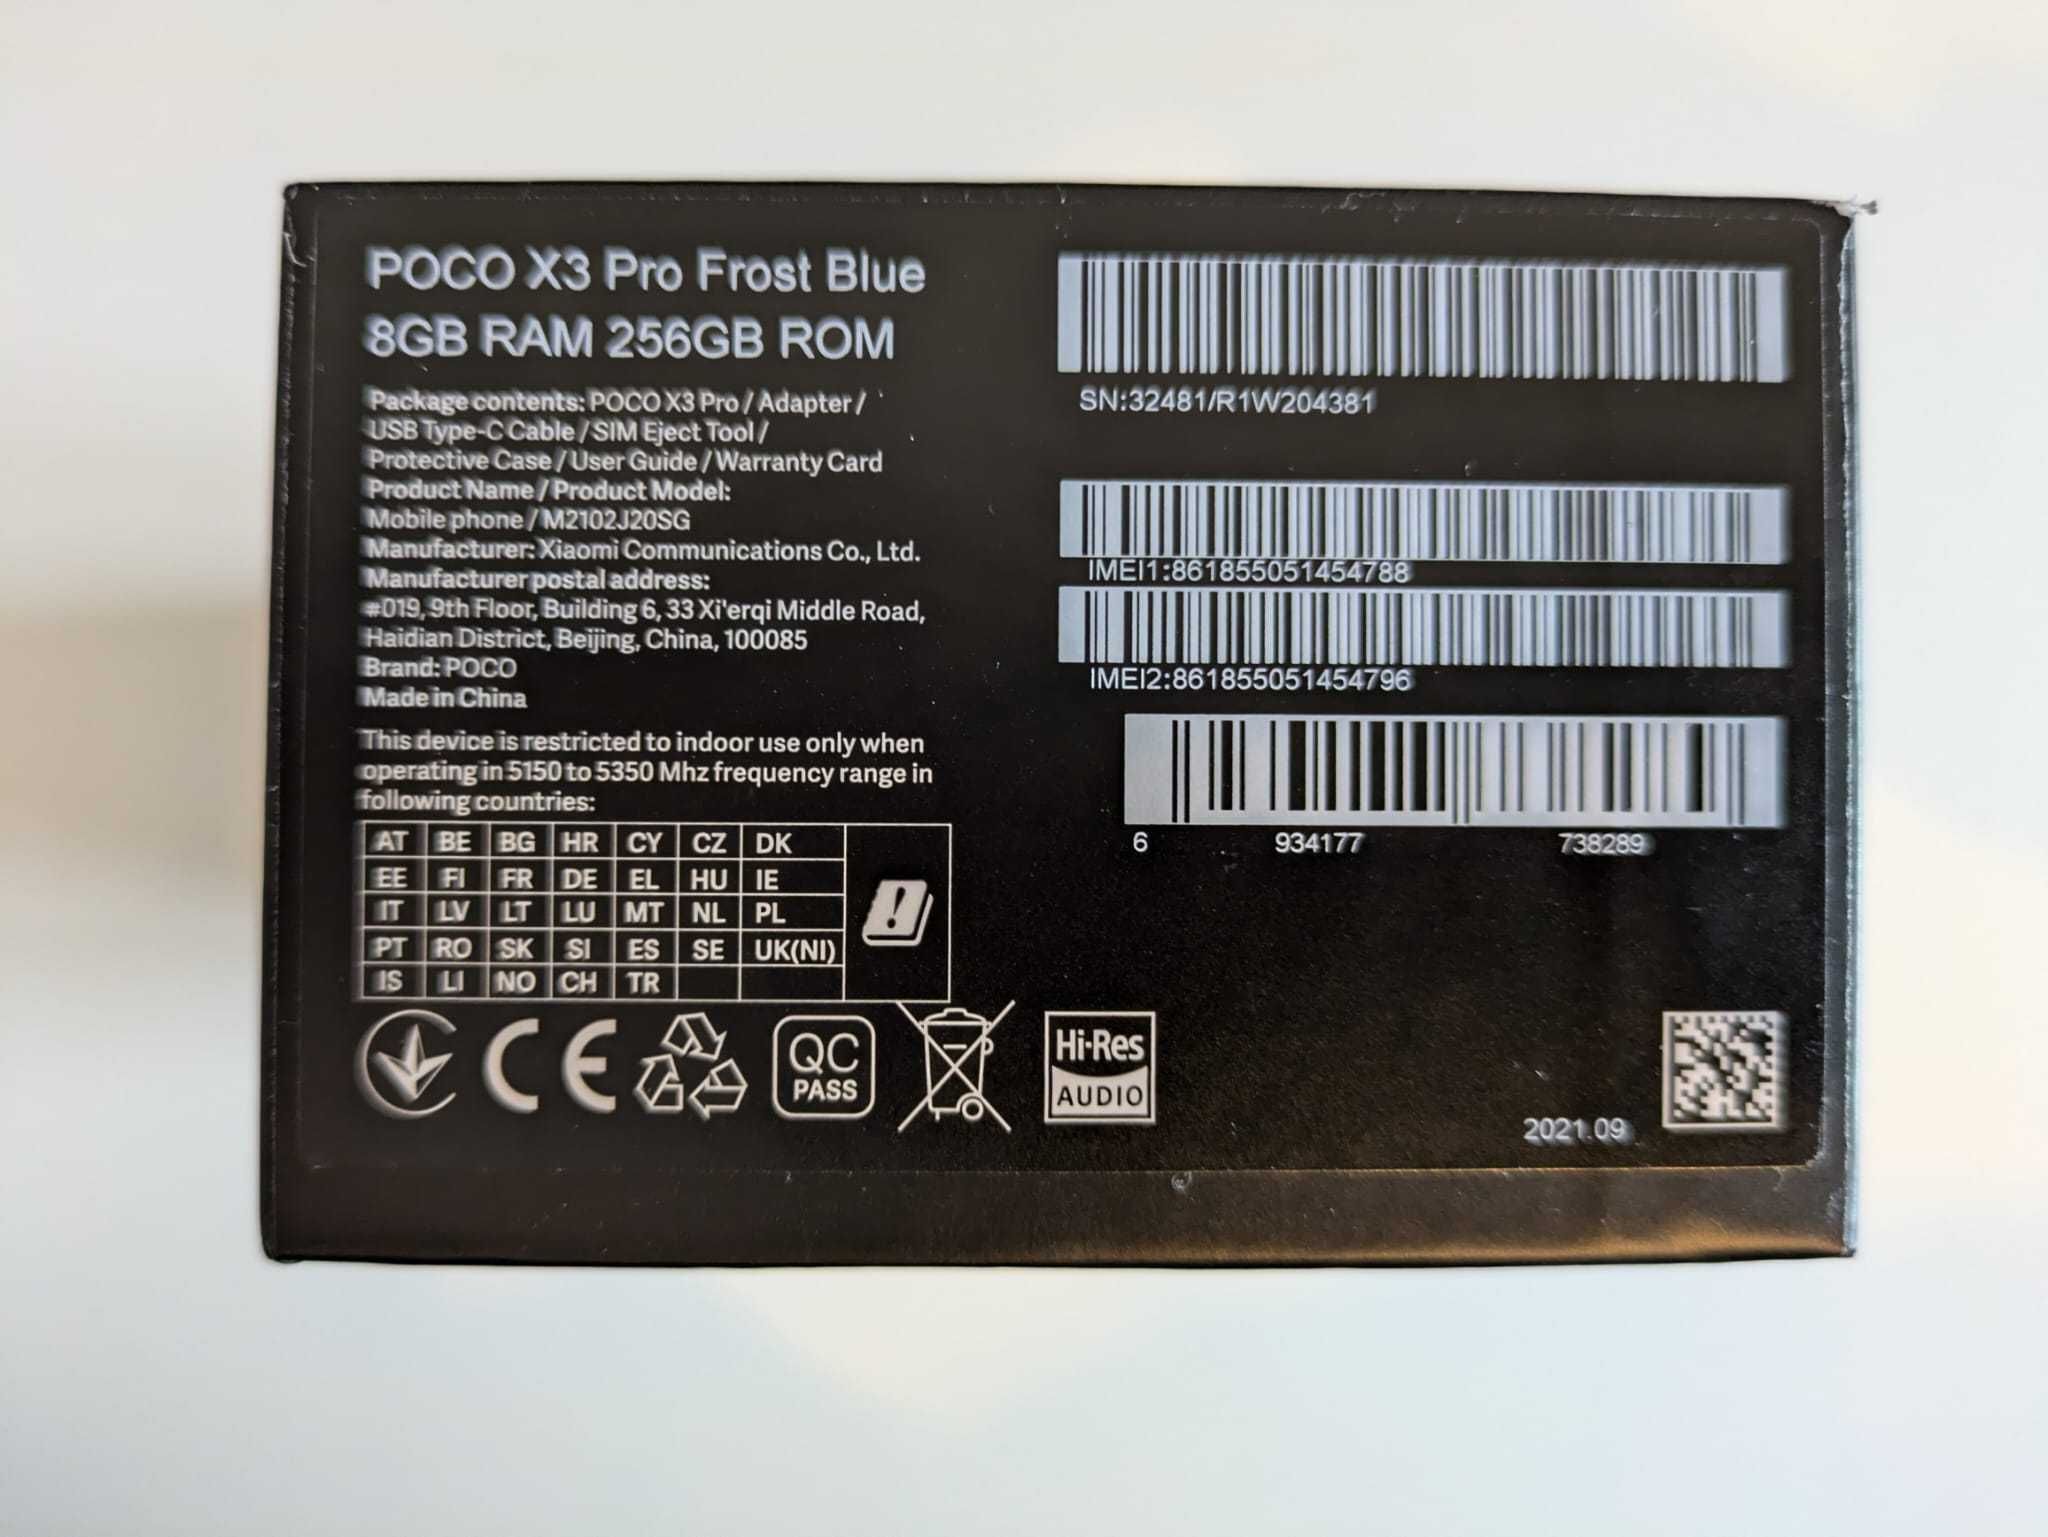 POCO X3 Pro Frost Blue
8GB RAM 256GB ROM
Package contents: POCO X3 Pro / Adapter /
USB Type-C Cable / SIM Eject Tool /
Protective Case / User Guide / Warranty Card
Product Name / Product Model:
Mobile phone / M2102J20SG
Manufacturer: Xiaomi Communications Co., Ltd.
Manufacturer postal address:
#019, 9th Floor, Building 6, 33 Xi'erqi Middle Road,
Haidian District, Beijing, China, 100085
Brand: POCO
Made in China
This device is restricted to indoor use only when
operating in 5150 to 5350 Mhz frequency range in
following countries:
AT BE BG HR CY CZ DK
EE FI FR DE EL HU IE
IT LV LT LU MT NL PL
PT RO SK SI ES SE UK(NI)
IS LI NO CH TR
CE
QC
PASS
Hi-Res
AUDIO
SN:32481/R1W204381
IMEI1:861855051454788
IMEI2:861855051454796
6 934177 738289
2021.09